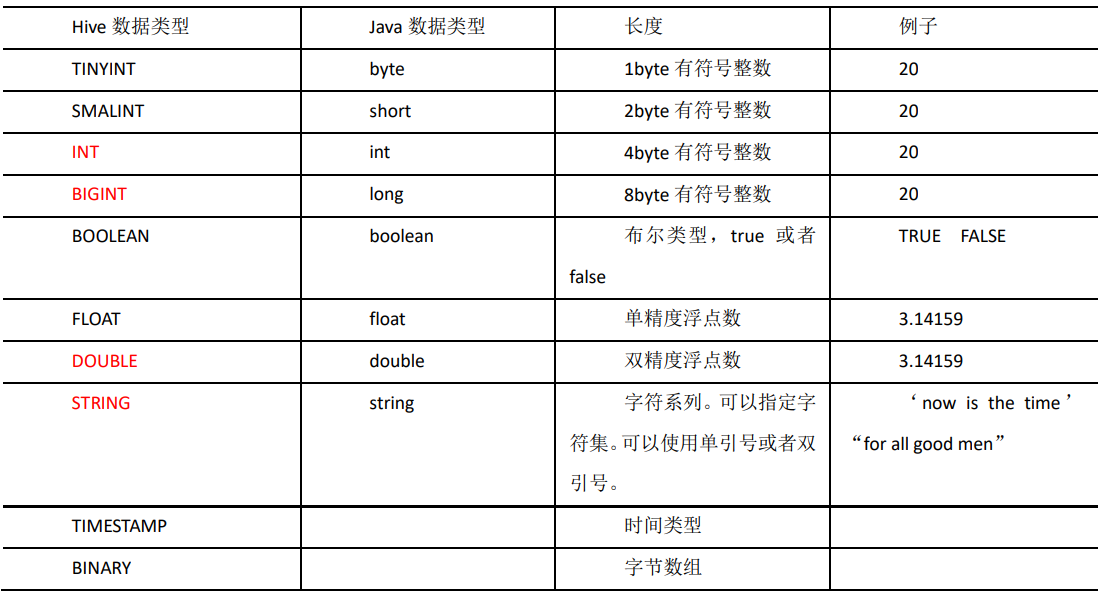 Hive 数据类型 Java 数据类型 长度 例子
TINYINT byte 1byte 有符号整数 20
SMALINT short 2byte 有符号整数 20
INT int 4byte 有符号整数 20
BIGINT long 8byte 有符号整数 20
BOOLEAN boolean 布尔类型，true 或者 TRUE FALSE
false
FLOAT float 单精度浮点数 3.14159
DOUBLE double 双精度浮点数 3.14159
STRING string 字符系列。可以指定字 ‘now is the time’
符集。可以使用单引号或者双 “for all good men”
引号。
TIMESTAMP 时间类型
BINARY 字节数组